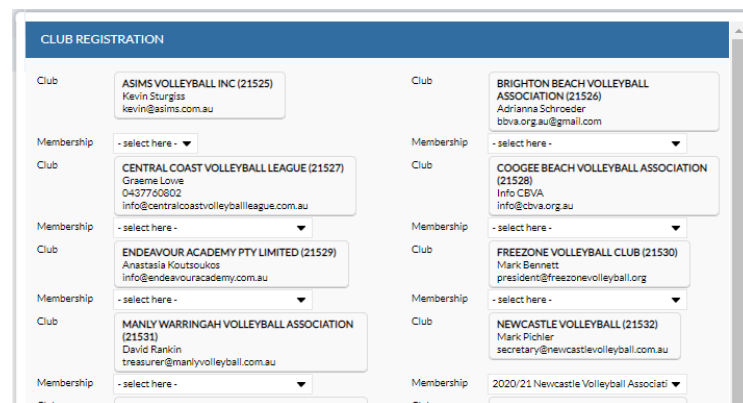 CLUB REGISTRATION
Club
ASIMS VOLLEYBALL INC (21525)
Kevin Sturgiss
kevin@asims.com.au
Club
BRIGHTON BEACH VOLLEYBALL
ASSOCIATION (21526)
Adrianna Schroeder
bbva.org.au@gmail.com
Membership
- select here -
Membership
- select here -
Club
CENTRAL COAST VOLLEYBALL LEAGUE (21527)
Graeme Lowe
0437760802
info@centralcoastvolleyballleague.com.au
Club
COOGEE BEACH VOLLEYBALL ASSOCIATION
(21528)
Info CBVA
info@cbva.org.au
Membership
- select here -
Membership
- select here -
Club
ENDEAVOUR ACADEMY PTY LIMITED (21529)
Anastasia Koutsoukos
info@endeavouracademy.com.au
Club
FREEZONE VOLLEYBALL CLUB (21530)
Mark Bennett
president@freezonevolleyball.org
Membership
- select here -
Membership
- select here -
Club
MANLY WARRINGAH VOLLEYBALL ASSOCIATION
(21531)
David Rankin
treasurer@manlyvolleyball.com.au
Club
NEWCASTLE VOLLEYBALL (21532)
Mark Pichler
secretary@newcastlevolleyball.com.au
Membership
- select here -
Membership
2020/21 Newcastle Volleyball Associati